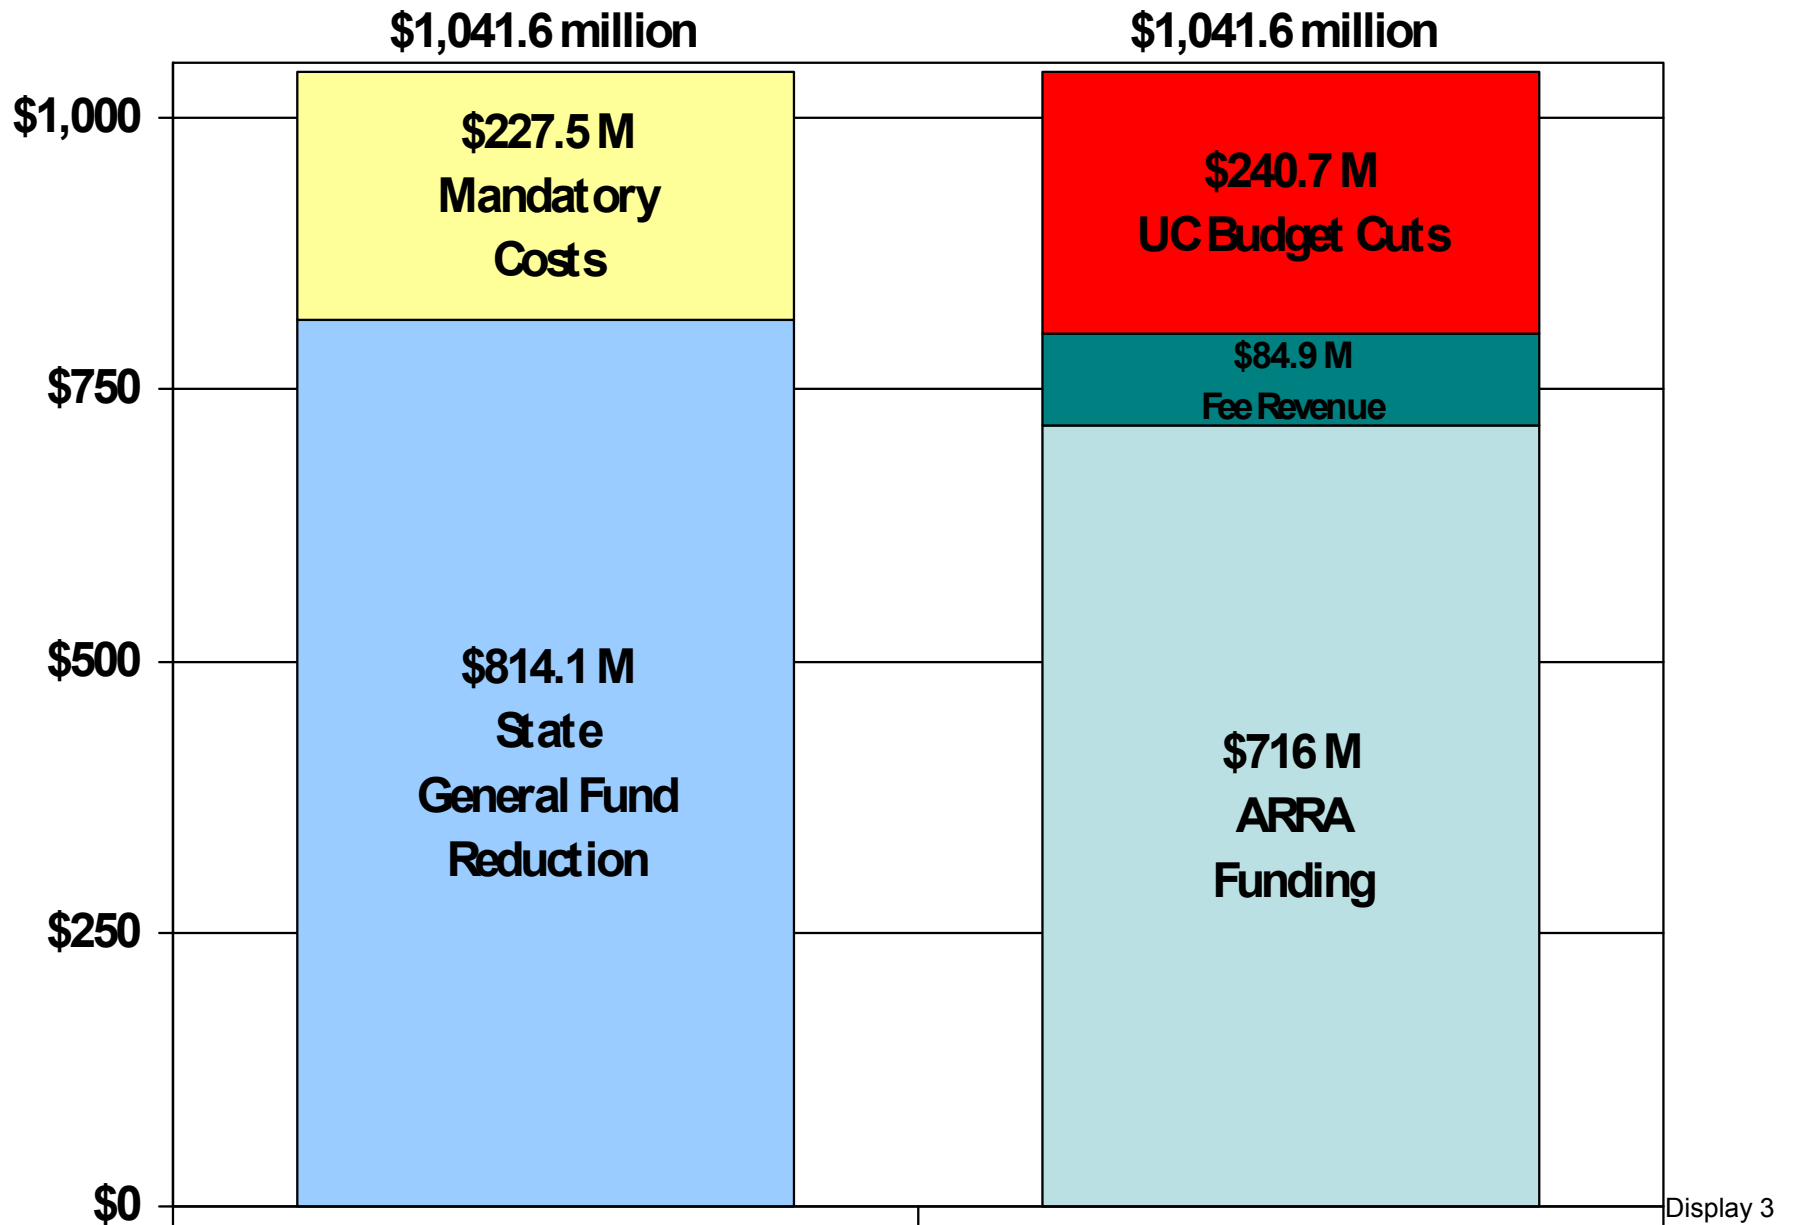 $1,041.6 million
$1,041.6 million
$1,000
$750
$500
$250
$0
$227.5 M
Mandatory
Costs
$814.1 M
State
General Fund
Reduction
$240.7 M
UC Budget Cuts
$84.9 M
Fee Revenue
$716 M
ARRA
Funding
Display 3